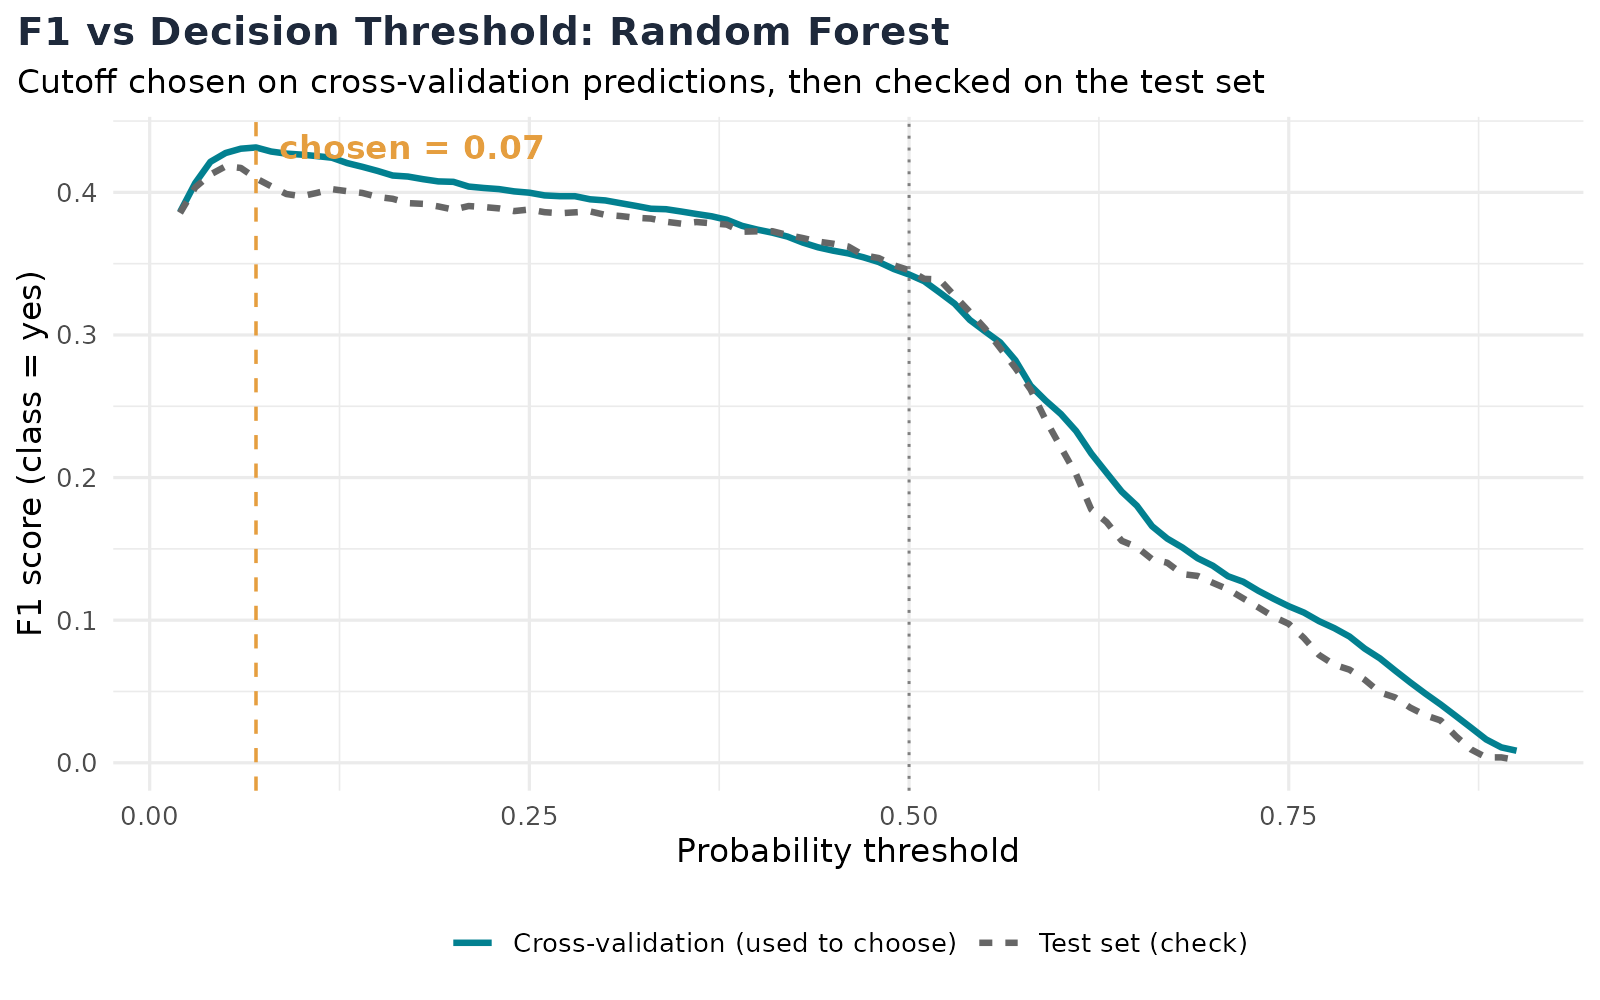 F1 vs Decision Threshold: Random Forest
Cutoff chosen on cross-validation predictions, then checked on the test set
chosen = 0.07
F1 score (class = yes)
0.4
0.3
0.2
0.1
0.0
0.00 0.25 0.50 0.75
Probability threshold
Cross-validation (used to choose) Test set (check)